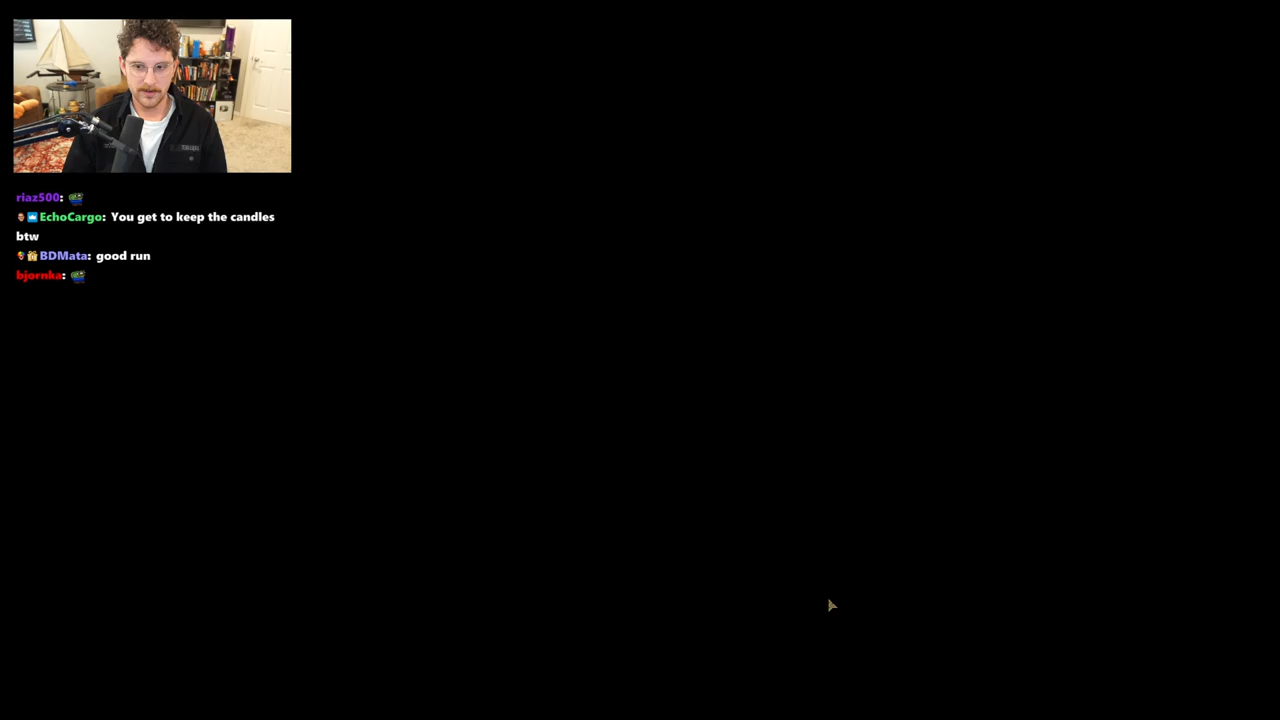 riaz500:
EchoCargo: You get to keep the candles
btw
BDMata: good run
bjornka: